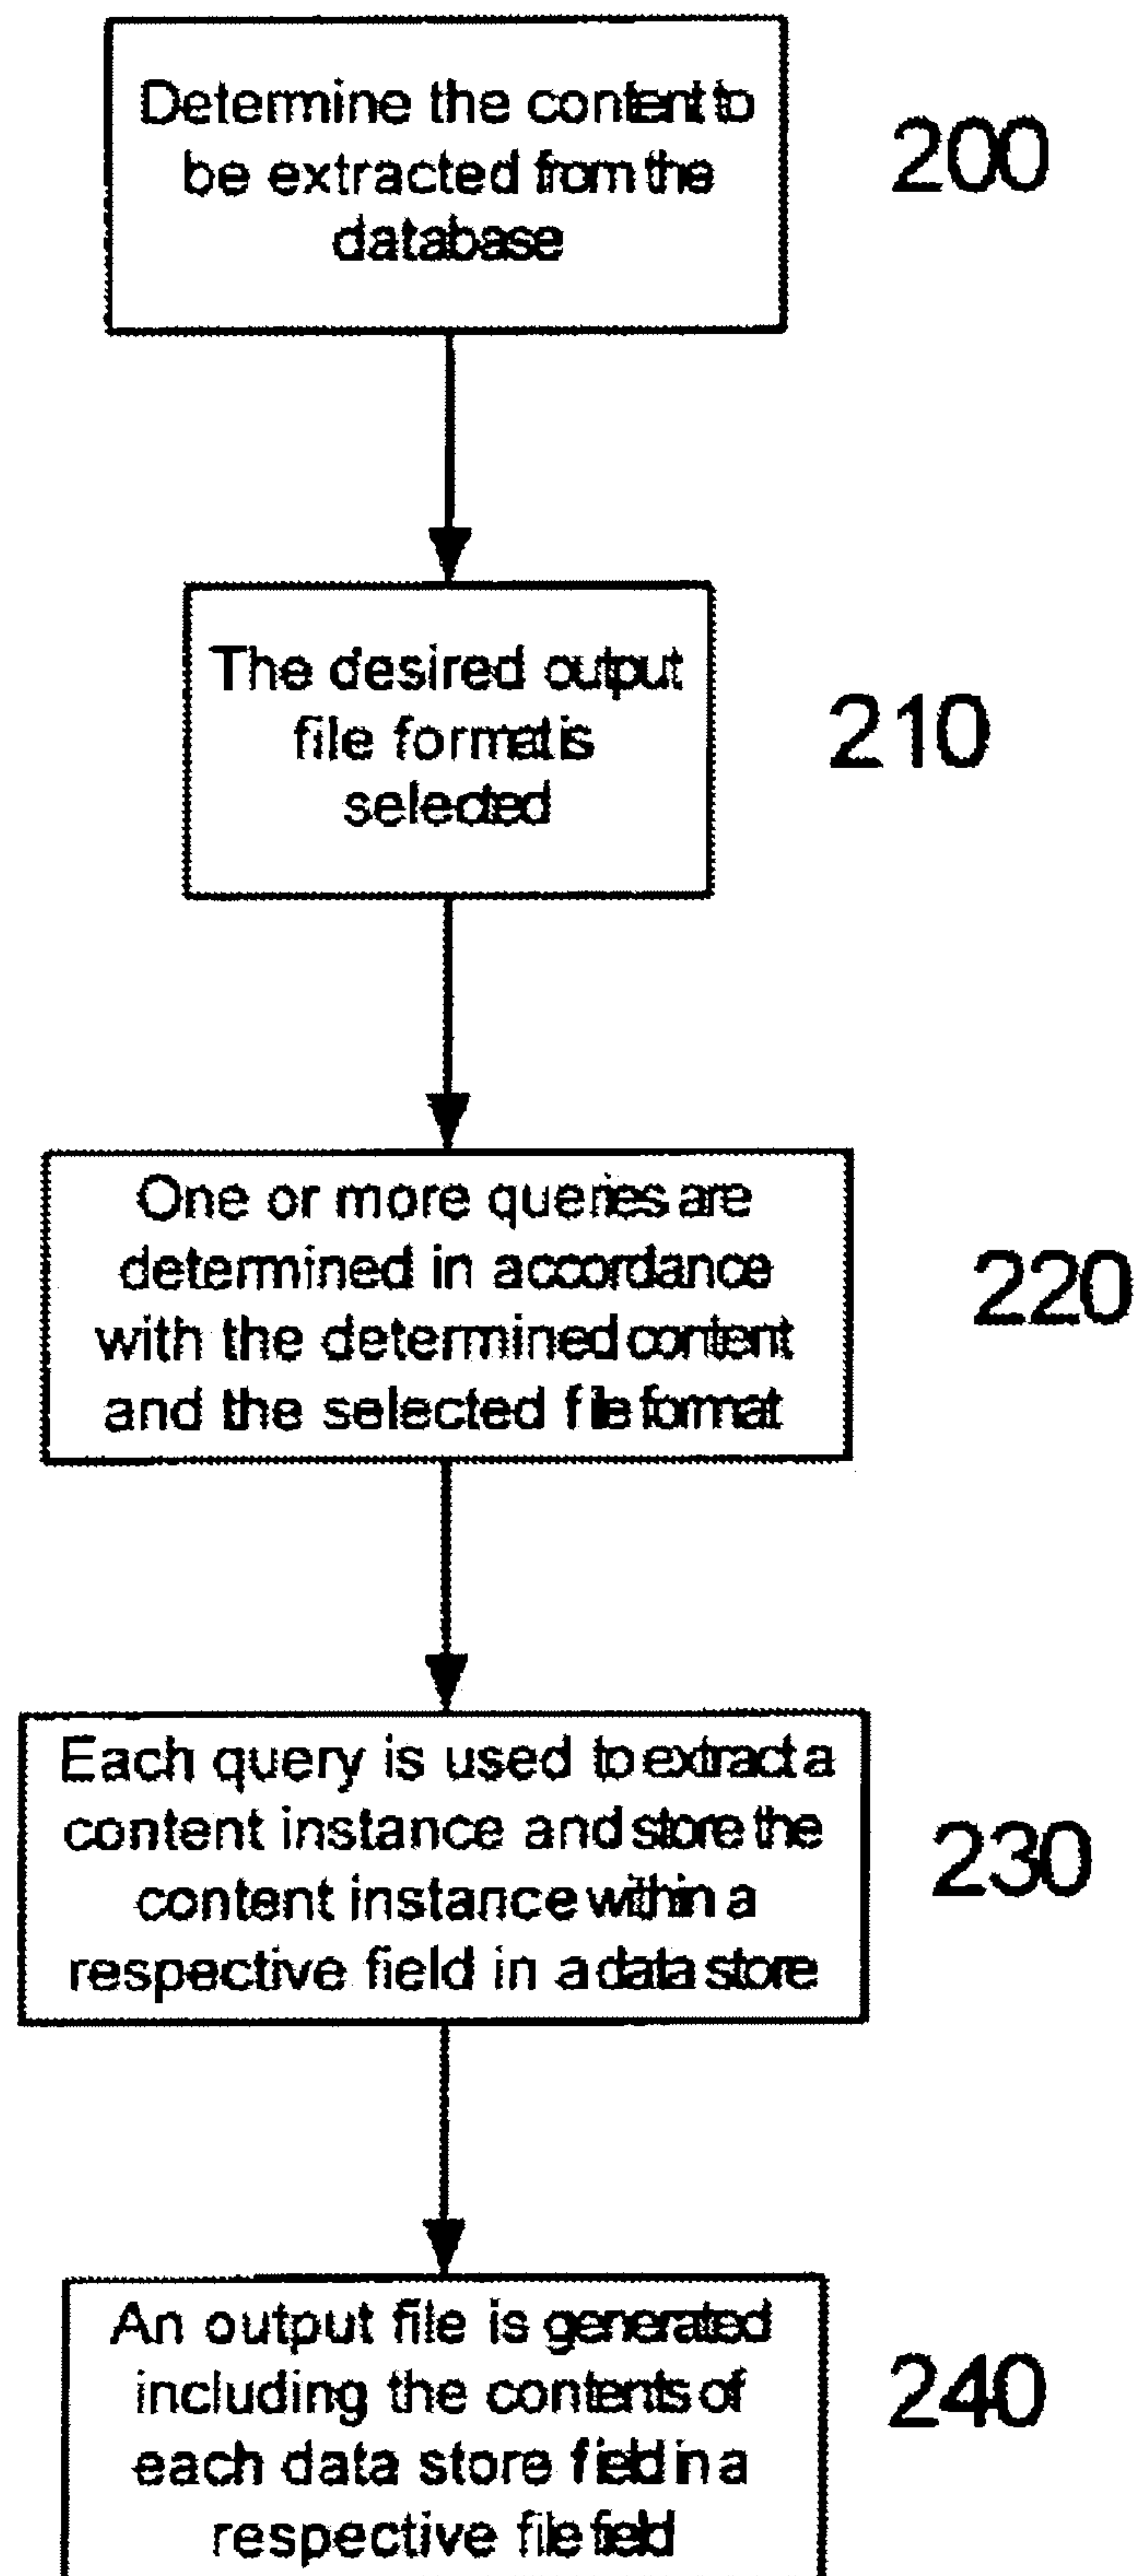 Determine the content to
be extracted from the
database
200
The desired output
file format is
selected
210
One or more queries are
determined in accordance
with the determined content
and the selected file format
220
Each query is used to extract a
content instance and store the
content instance within a
respective field in a data store
230
An output file is generated
including the contents of
each data store field in a
respective file field
240